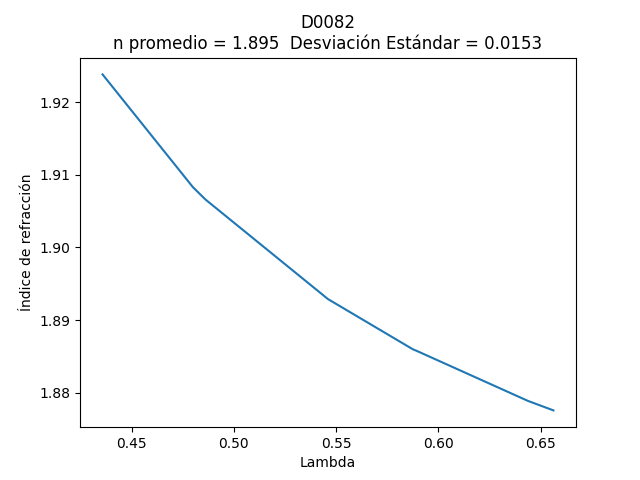 D0082
n promedio = 1.895  Desviación Estándar = 0.0153
1.92
1.91
1.90
1.89
1.88
Índice de refracción
0.45 0.50 0.55 0.60 0.65
Lambda